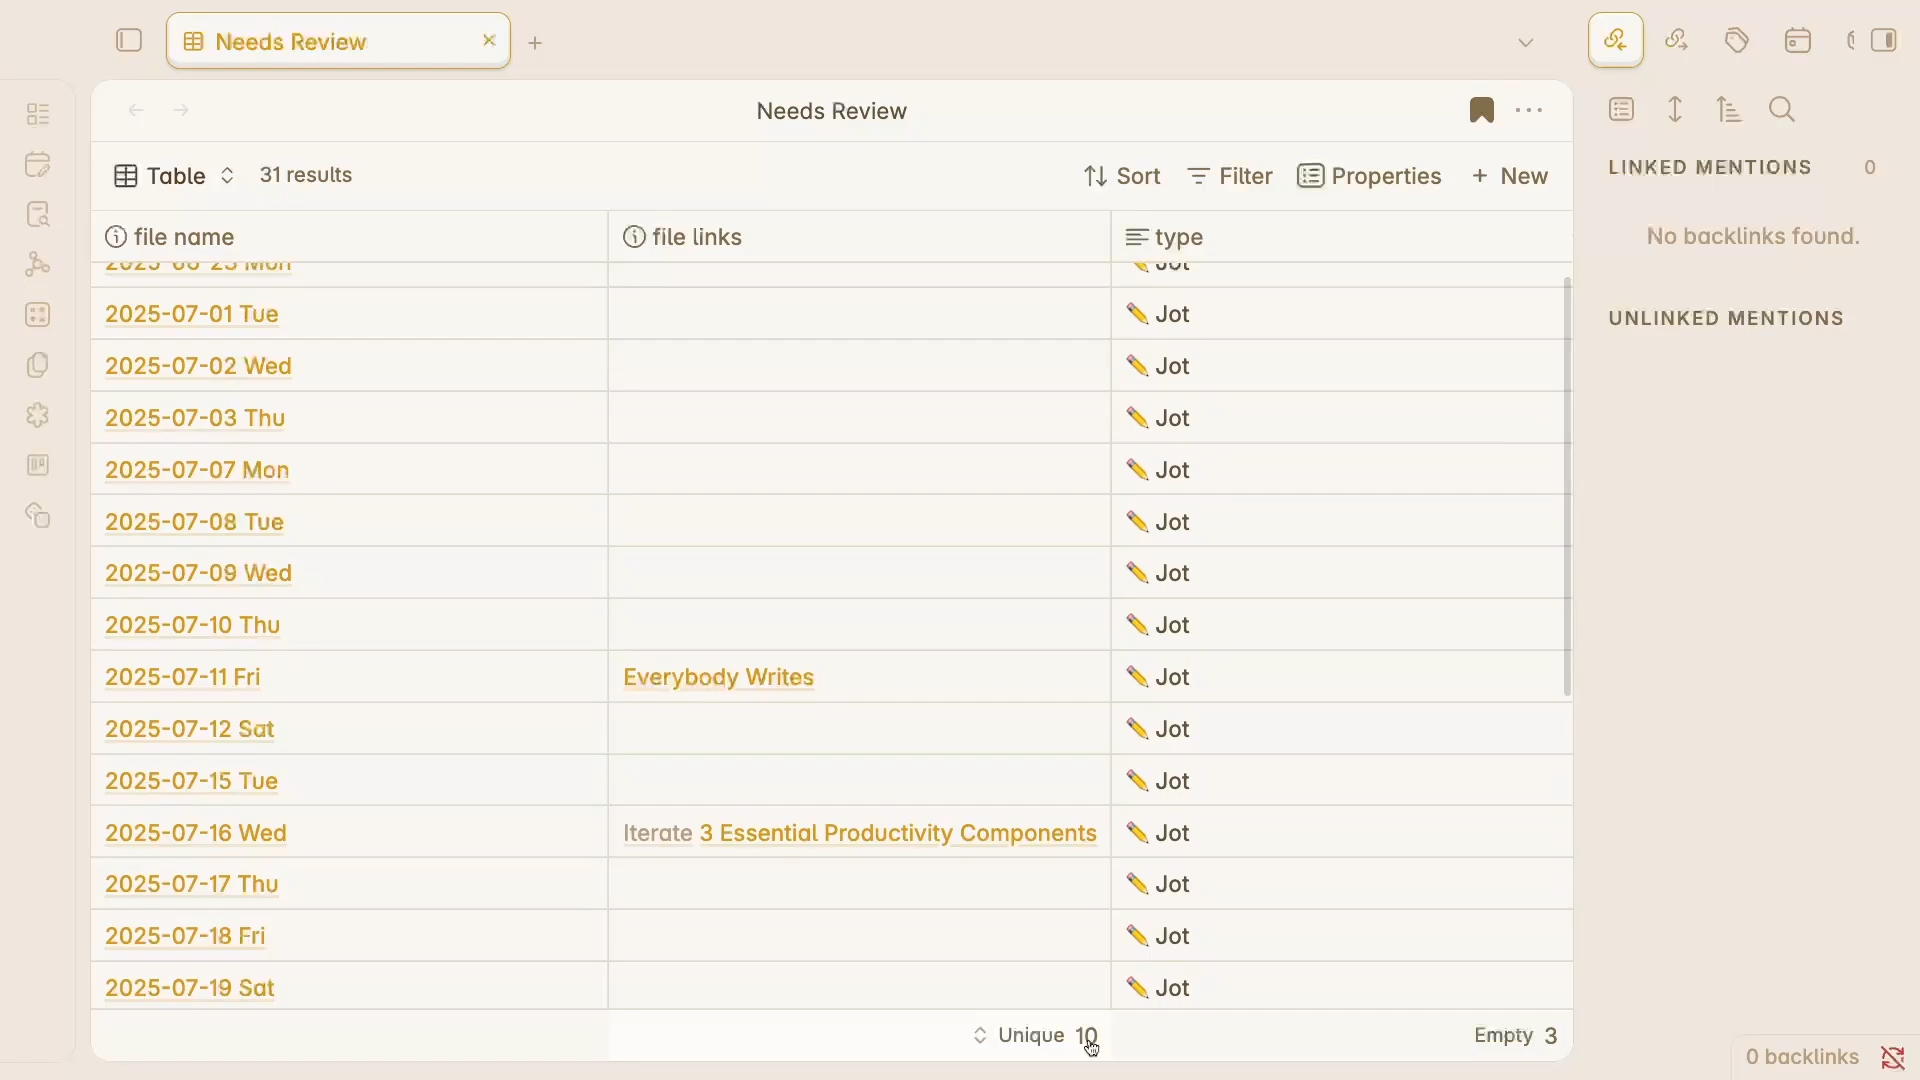 Needs Review
Needs Review
Table 31 results Sort Filter Properties + New
file name file links type
2025-06-23 Mon Jot
2025-07-01 Tue Jot
2025-07-02 Wed Jot
2025-07-03 Thu Jot
2025-07-07 Mon Jot
2025-07-08 Tue Jot
2025-07-09 Wed Jot
2025-07-10 Thu Jot
2025-07-11 Fri Everybody Writes Jot
2025-07-12 Sat Jot
2025-07-15 Tue Jot
2025-07-16 Wed Iterate 3 Essential Productivity Components Jot
2025-07-17 Thu Jot
2025-07-18 Fri Jot
2025-07-19 Sat Jot
Unique 10 Empty 3
LINKED MENTIONS 0
No backlinks found.
UNLINKED MENTIONS
0 backlinks